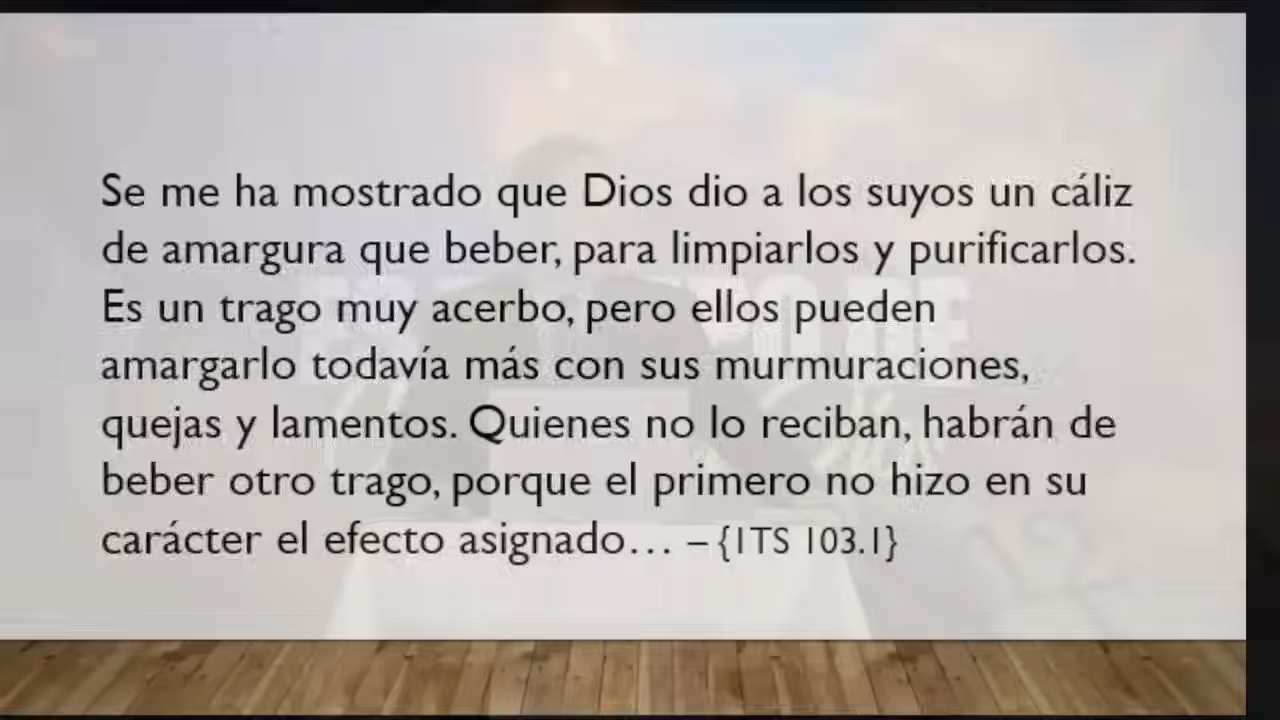 Se me ha mostrado que Dios dio a los suyos un cáliz
de amargura que beber, para limpiarlos y purificarlos.
Es un trago muy acerbo, pero ellos pueden
amargarlo todavía más con sus murmuraciones,
quejas y lamentos. Quienes no lo reciban, habrán de
beber otro trago, porque el primero no hizo en su
carácter el efecto asignado… – {1TS 103.1}